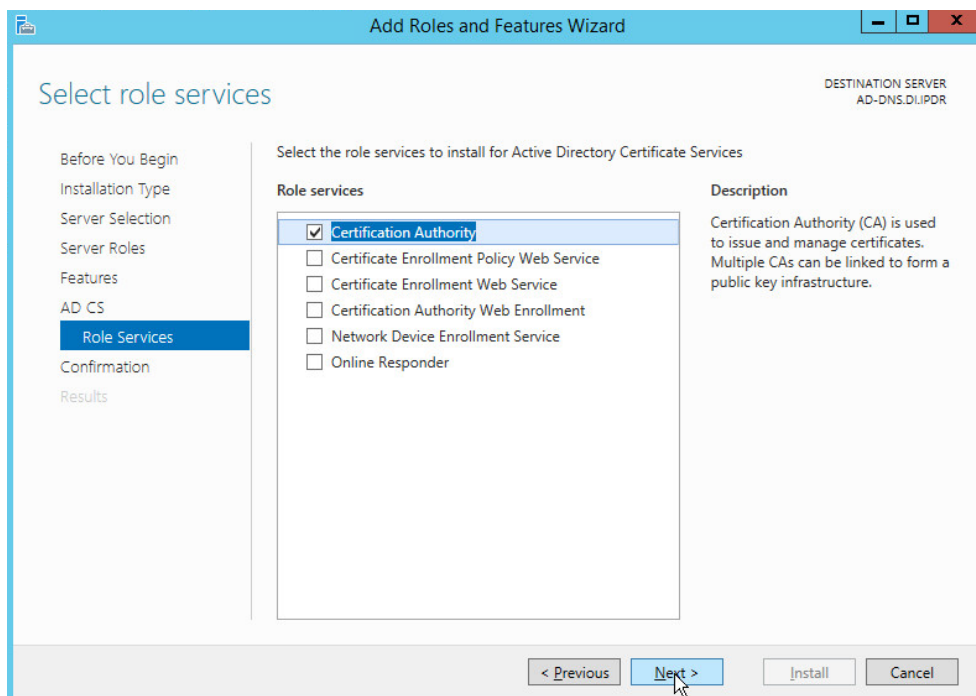 Add Roles and Features Wizard
Select role services
DESTINATION SERVER
AD-DNS.DI.IPDR
Before You Begin
Installation Type
Server Selection
Server Roles
Features
AD CS
Role Services
Confirmation
Results
Select the role services to install for Active Directory Certificate Services
Role services
Certification Authority
Certificate Enrollment Policy Web Service
Certificate Enrollment Web Service
Certification Authority Web Enrollment
Network Device Enrollment Service
Online Responder
Description
Certification Authority (CA) is used
to issue and manage certificates.
Multiple CAs can be linked to form a
public key infrastructure.
< Previous
Next >
Install
Cancel